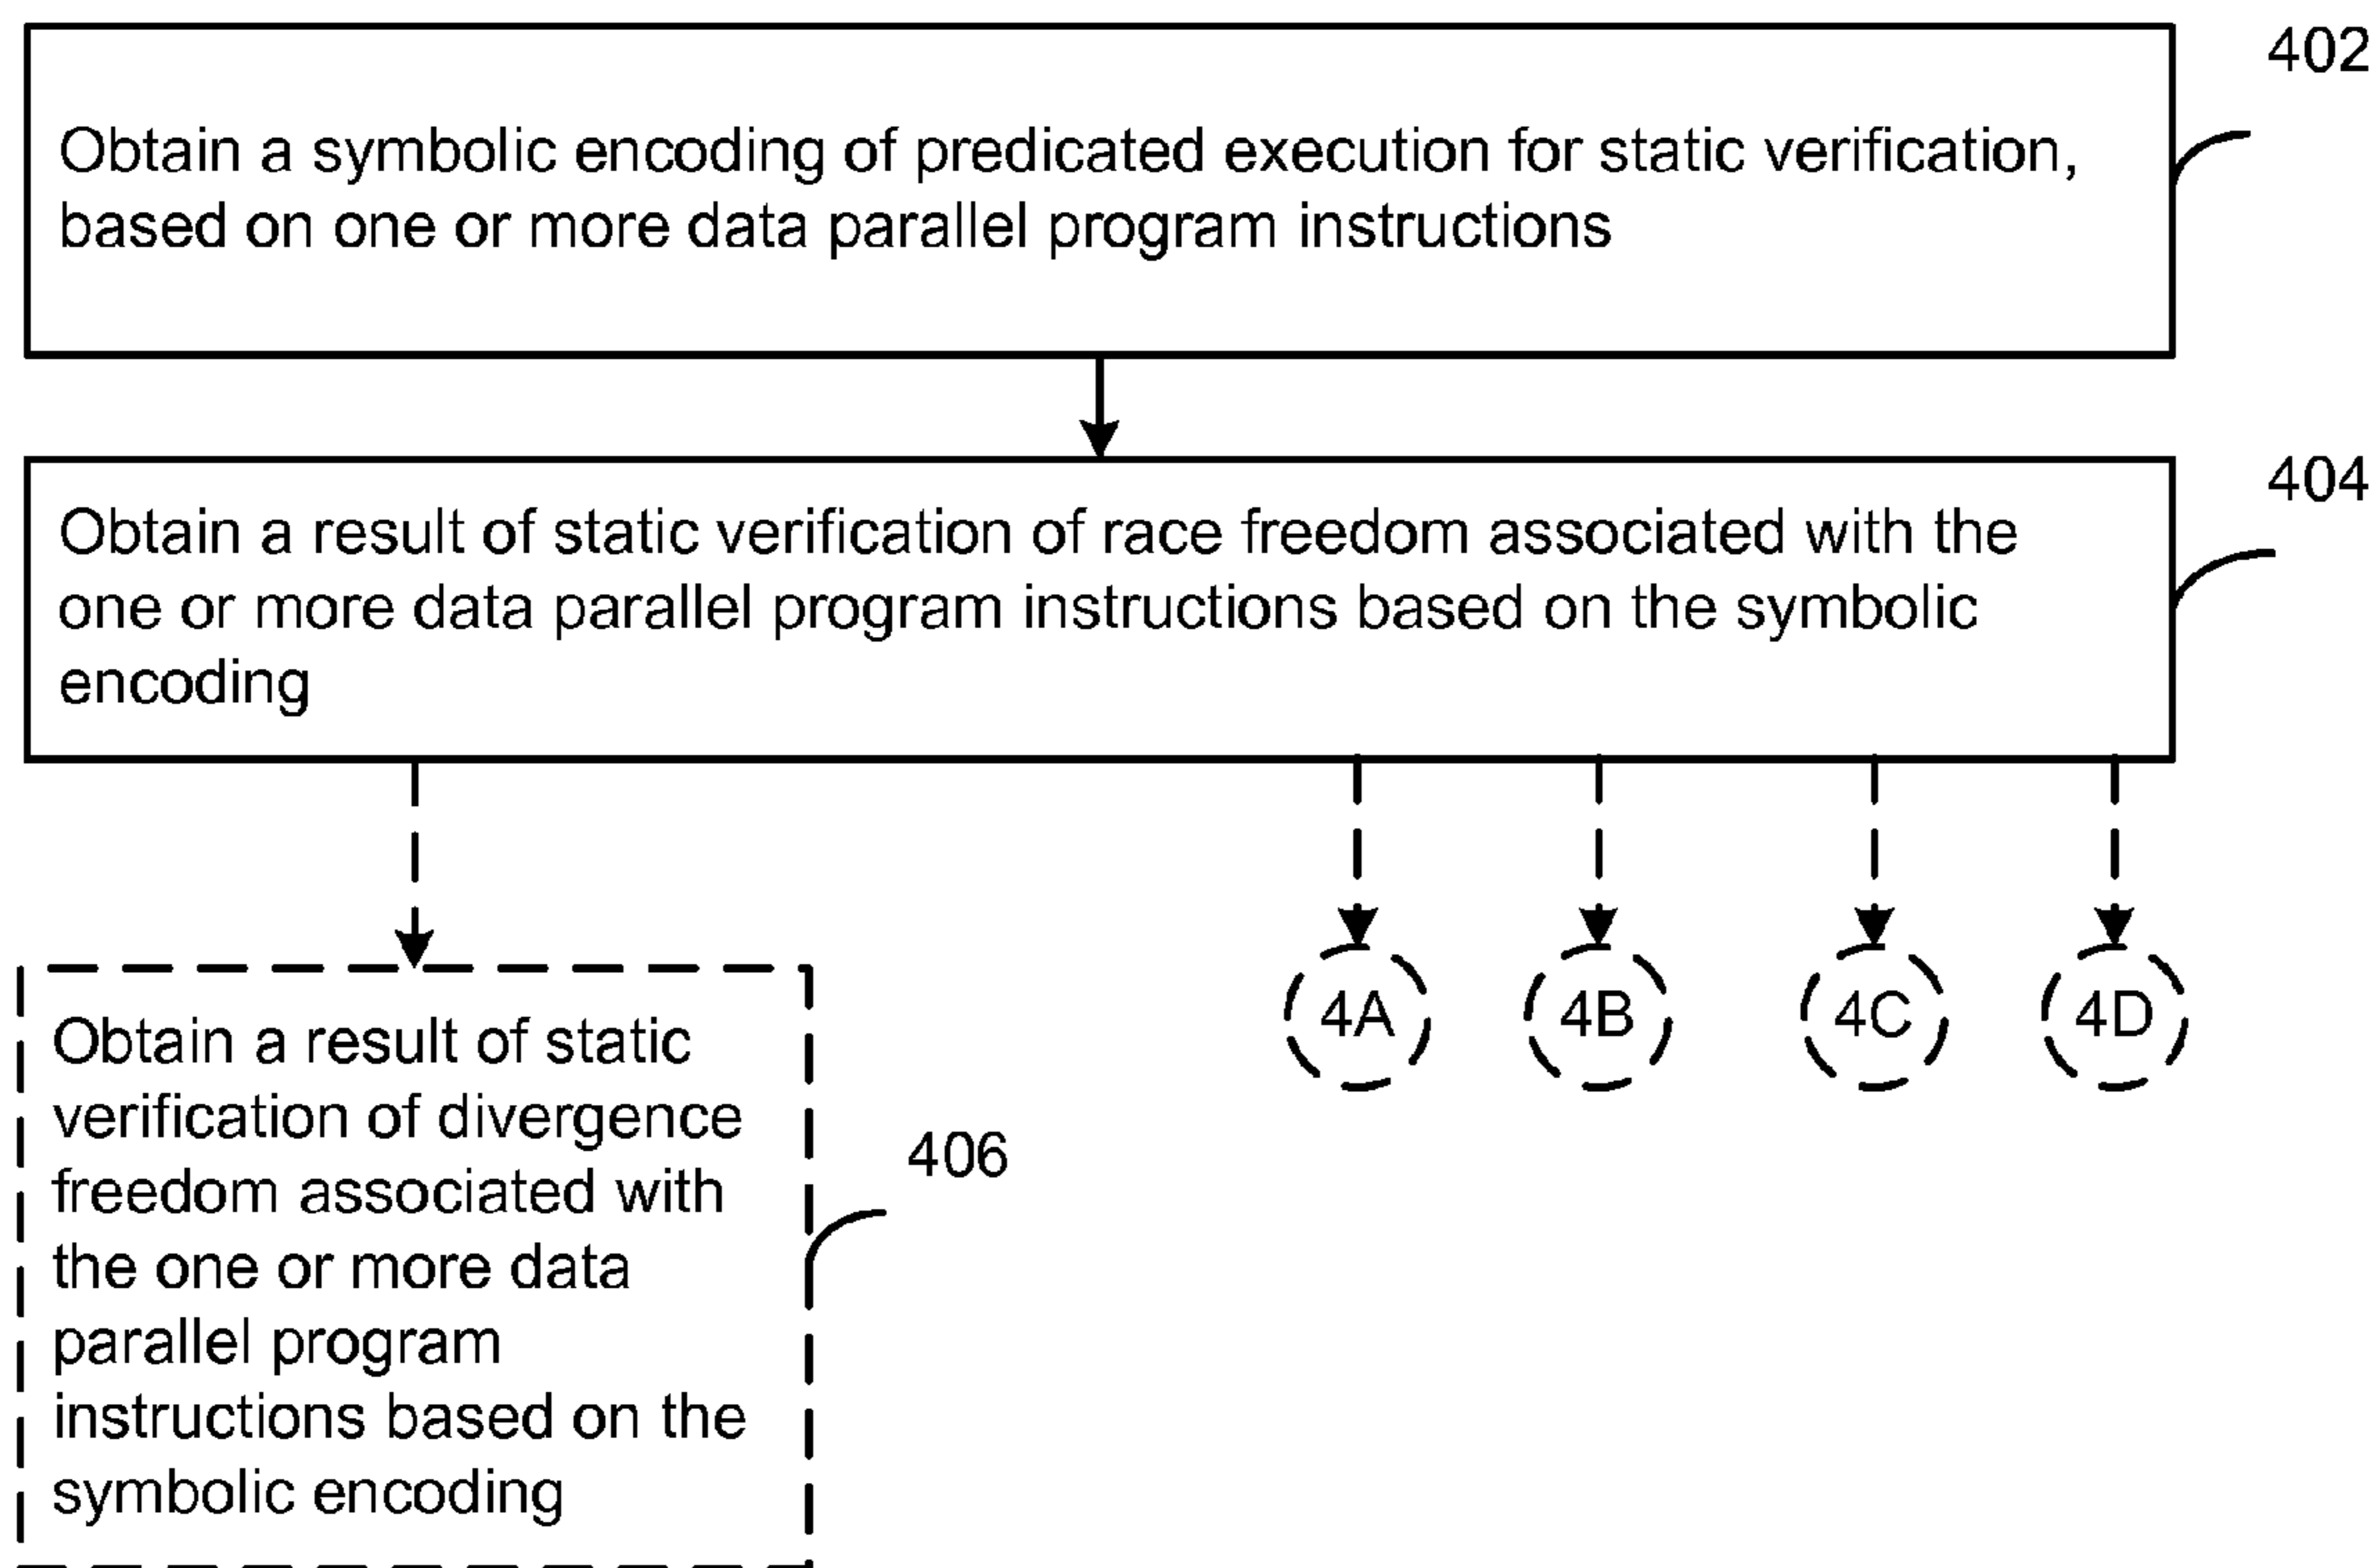 402
Obtain a symbolic encoding of predicated execution for static verification,
based on one or more data parallel program instructions
404
Obtain a result of static verification of race freedom associated with the
one or more data parallel program instructions based on the symbolic
encoding
4A
4B
4C
4D
Obtain a result of static
verification of divergence
freedom associated with
the one or more data
parallel program
instructions based on the
symbolic encoding
406